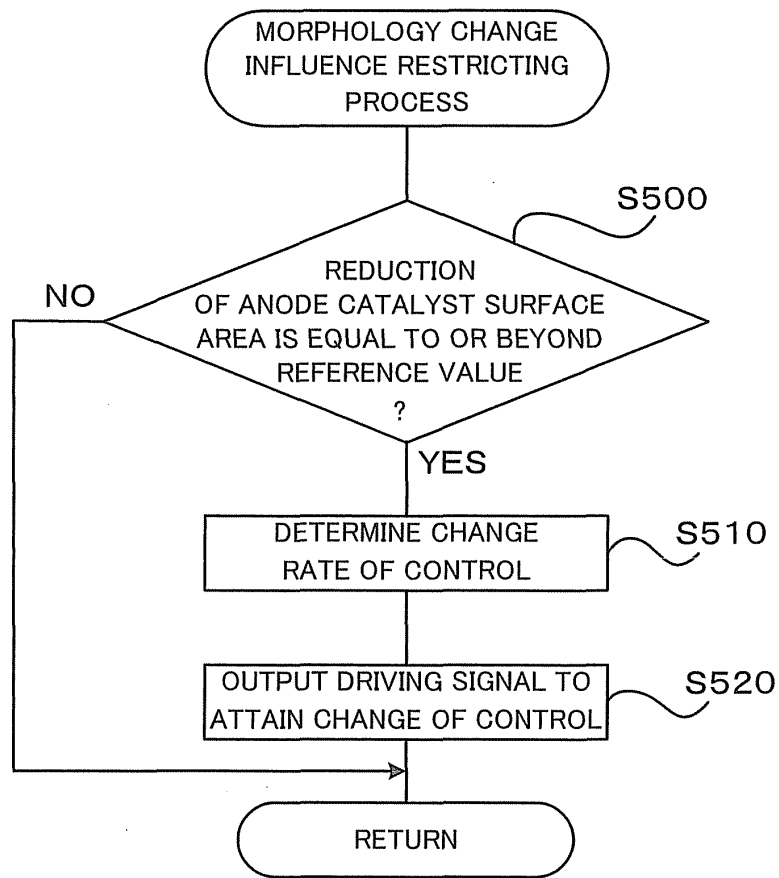 MORPHOLOGY CHANGE
INFLUENCE RESTRICTING
PROCESS
S500
REDUCTION
OF ANODE CATALYST SURFACE
AREA IS EQUAL TO OR BEYOND
REFERENCE VALUE
?
NO
YES
DETERMINE CHANGE
RATE OF CONTROL
S510
OUTPUT DRIVING SIGNAL TO
ATTAIN CHANGE OF CONTROL
S520
RETURN